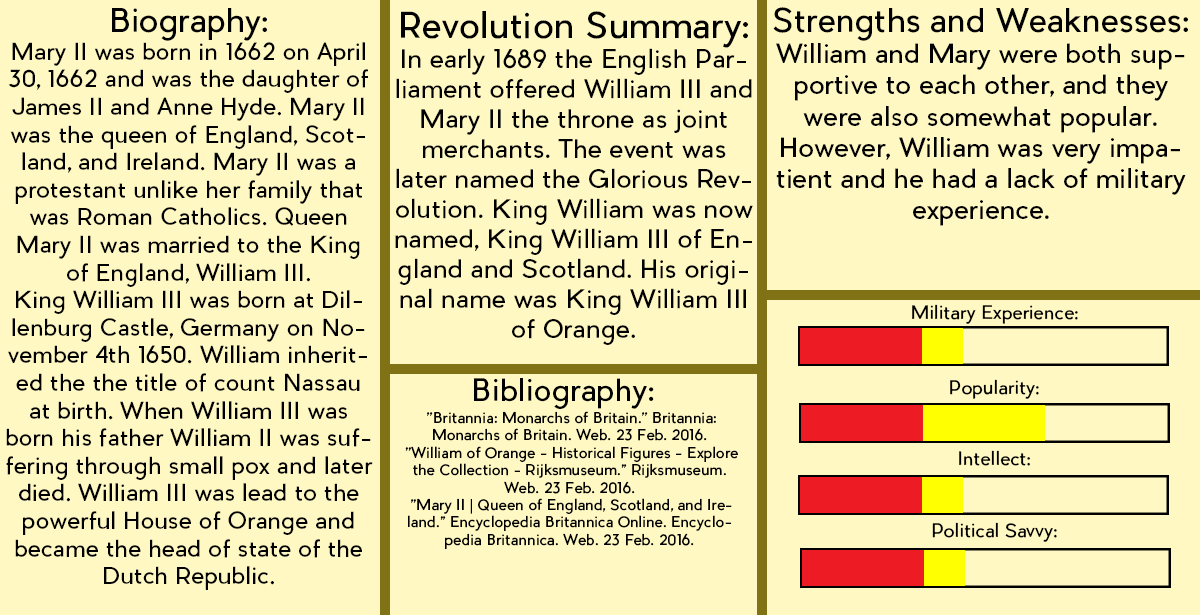 Biography:
Mary II was born in 1662 on April
30, 1662 and was the daughter of
James II and Anne Hyde. Mary II
was the queen of England, Scot-
land, and Ireland. Mary II was a
protestant unlike her family that
was Roman Catholics. Queen
Mary II was married to the King
of England, William III.
King William III was born at Dil-
lenburg Castle, Germany on No-
vember 4th 1650. William inherit-
ed the the title of count Nassau
at birth. When William III was
born his father William II was suf-
fering through small pox and later
died. William III was lead to the
powerful House of Orange and
became the head of state of the
Dutch Republic.
Revolution Summary:
In early 1689 the English Par-
liament offered William III and
Mary II the throne as joint
merchants. The event was
later named the Glorious Rev-
olution. King William was now
named, King William III of En-
gland and Scotland. His origi-
nal name was King William III
of Orange.
Bibliography:
"Britannia: Monarchs of Britain." Britannia:
Monarchs of Britain. Web. 23 Feb. 2016.
"William of Orange - Historical Figures - Explore
the Collection - Rijksmuseum." Rijksmuseum.
Web. 23 Feb. 2016.
"Mary II | Queen of England, Scotland, and Ire-
land." Encyclopedia Britannica Online. Encyclo-
pedia Britannica. Web. 23 Feb. 2016.
Strengths and Weaknesses:
William and Mary were both sup-
portive to each other, and they
were also somewhat popular.
However, William was very impa-
tient and he had a lack of military
experience.
Military Experience:
Popularity:
Intellect:
Political Savvy: